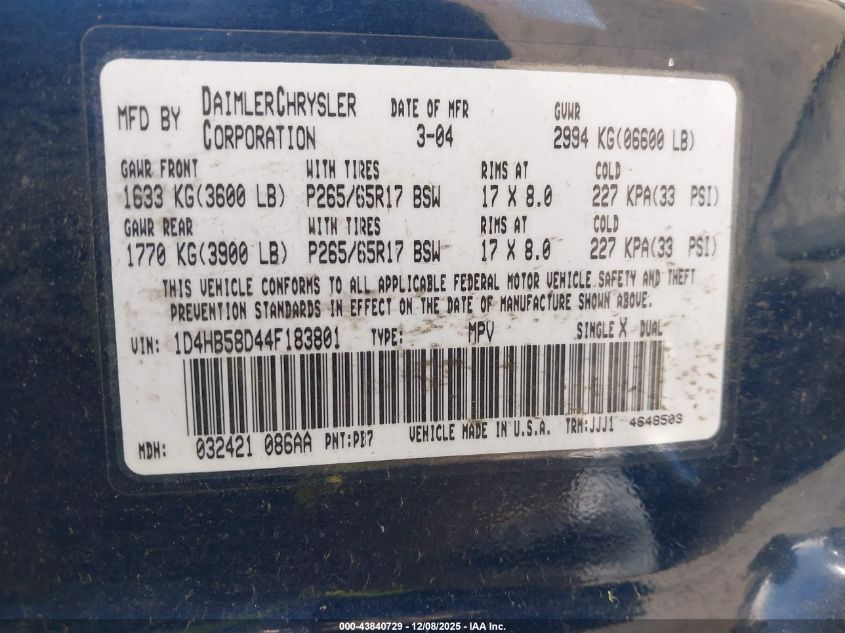 MFD BY DAIMLERCHRYSLER CORPORATION DATE OF MFR 3-04 GVWR 2994 KG(06600 LB)
GAWR FRONT WITH TIRES RIMS AT COLD
1633 KG(3600 LB) P265/65R17 BSW 17 X 8.0 227 KPA(33 PSI)
GAWR REAR WITH TIRES RIMS AT COLD
1770 KG(3900 LB) P265/65R17 BSW 17 X 8.0 227 KPA(33 PSI)
THIS VEHICLE CONFORMS TO ALL APPLICABLE FEDERAL MOTOR VEHICLE SAFETY AND THEFT
PREVENTION STANDARDS IN EFFECT ON THE DATE OF MANUFACTURE SHOWN ABOVE.
VIN: 1D4HB58D44F183801 TYPE: MPV SINGLE X DUAL
MDH: 032421 086AA PNT:PB7 VEHICLE MADE IN U.S.A. TRM:JJJ1 4648503
000-43840729 - 12/08/2025 - IAA Inc.